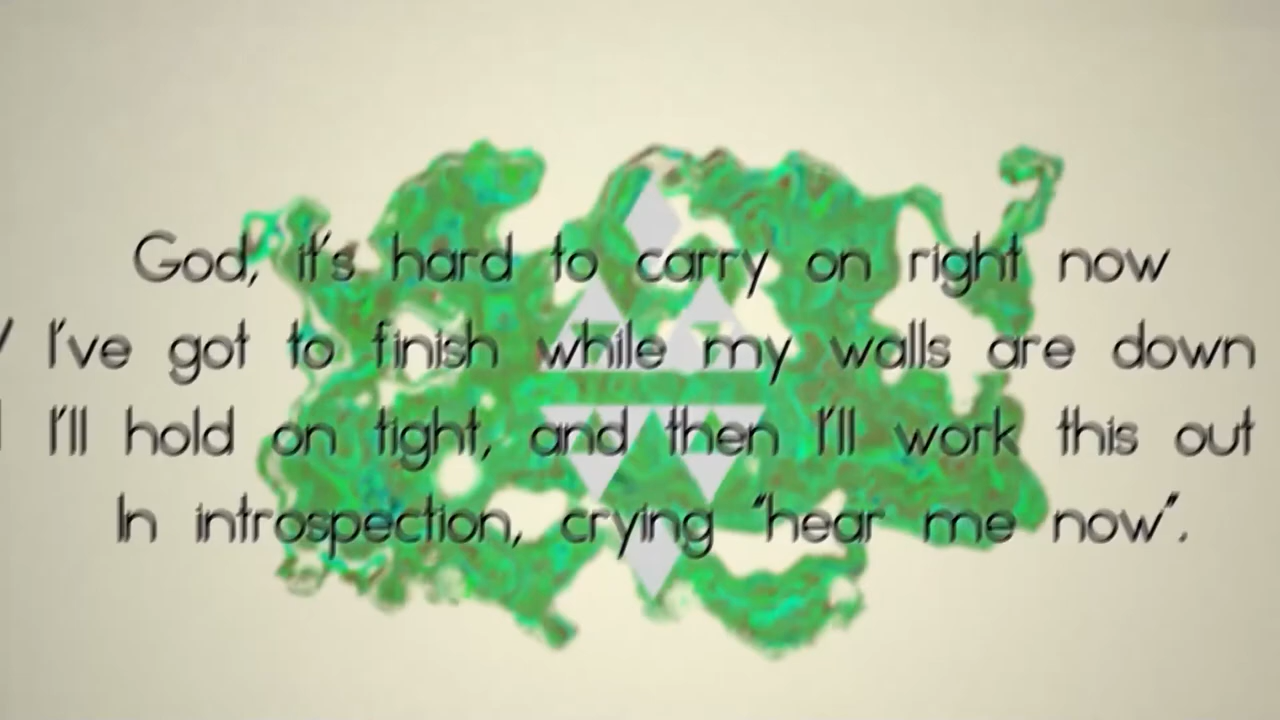 God, it's hard to carry on right now
I've got to finish while my walls are down
I'll hold on tight, and then I'll work this out
In introspection, crying "hear me now".